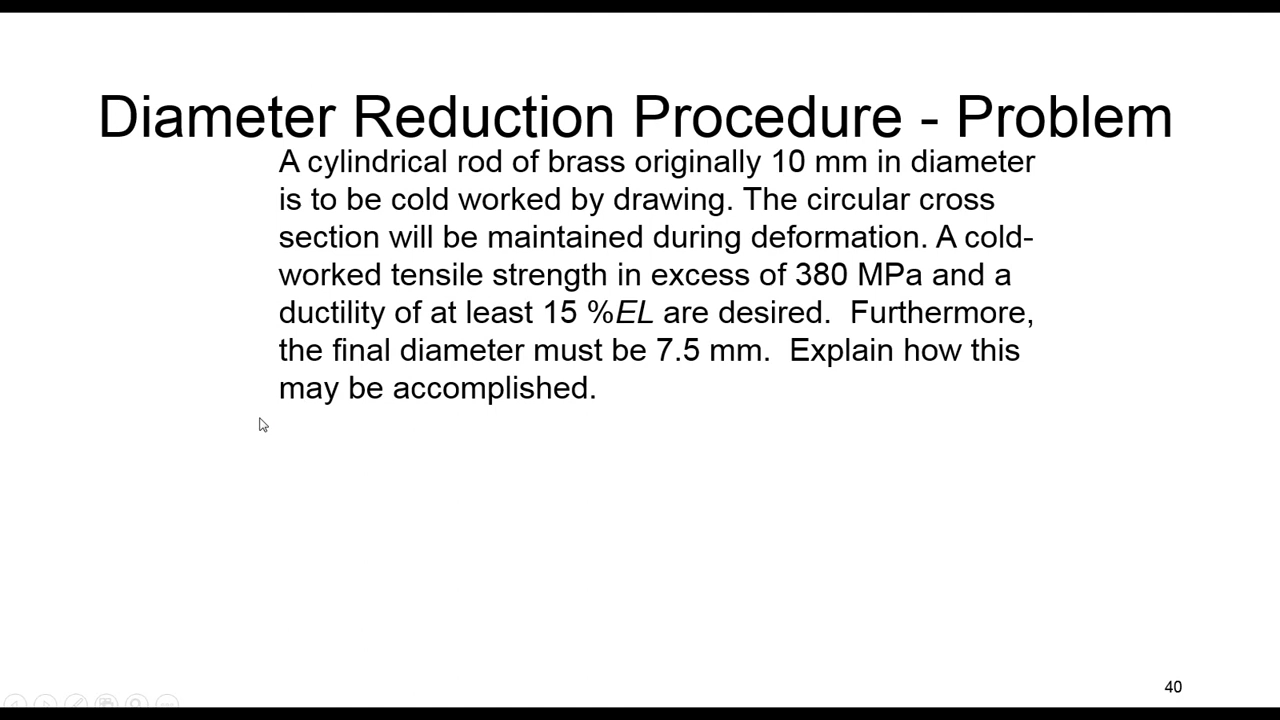 Diameter Reduction Procedure - Problem
A cylindrical rod of brass originally 10 mm in diameter
is to be cold worked by drawing. The circular cross
section will be maintained during deformation. A cold-
worked tensile strength in excess of 380 MPa and a
ductility of at least 15 %EL are desired.  Furthermore,
the final diameter must be 7.5 mm.  Explain how this
may be accomplished.
40